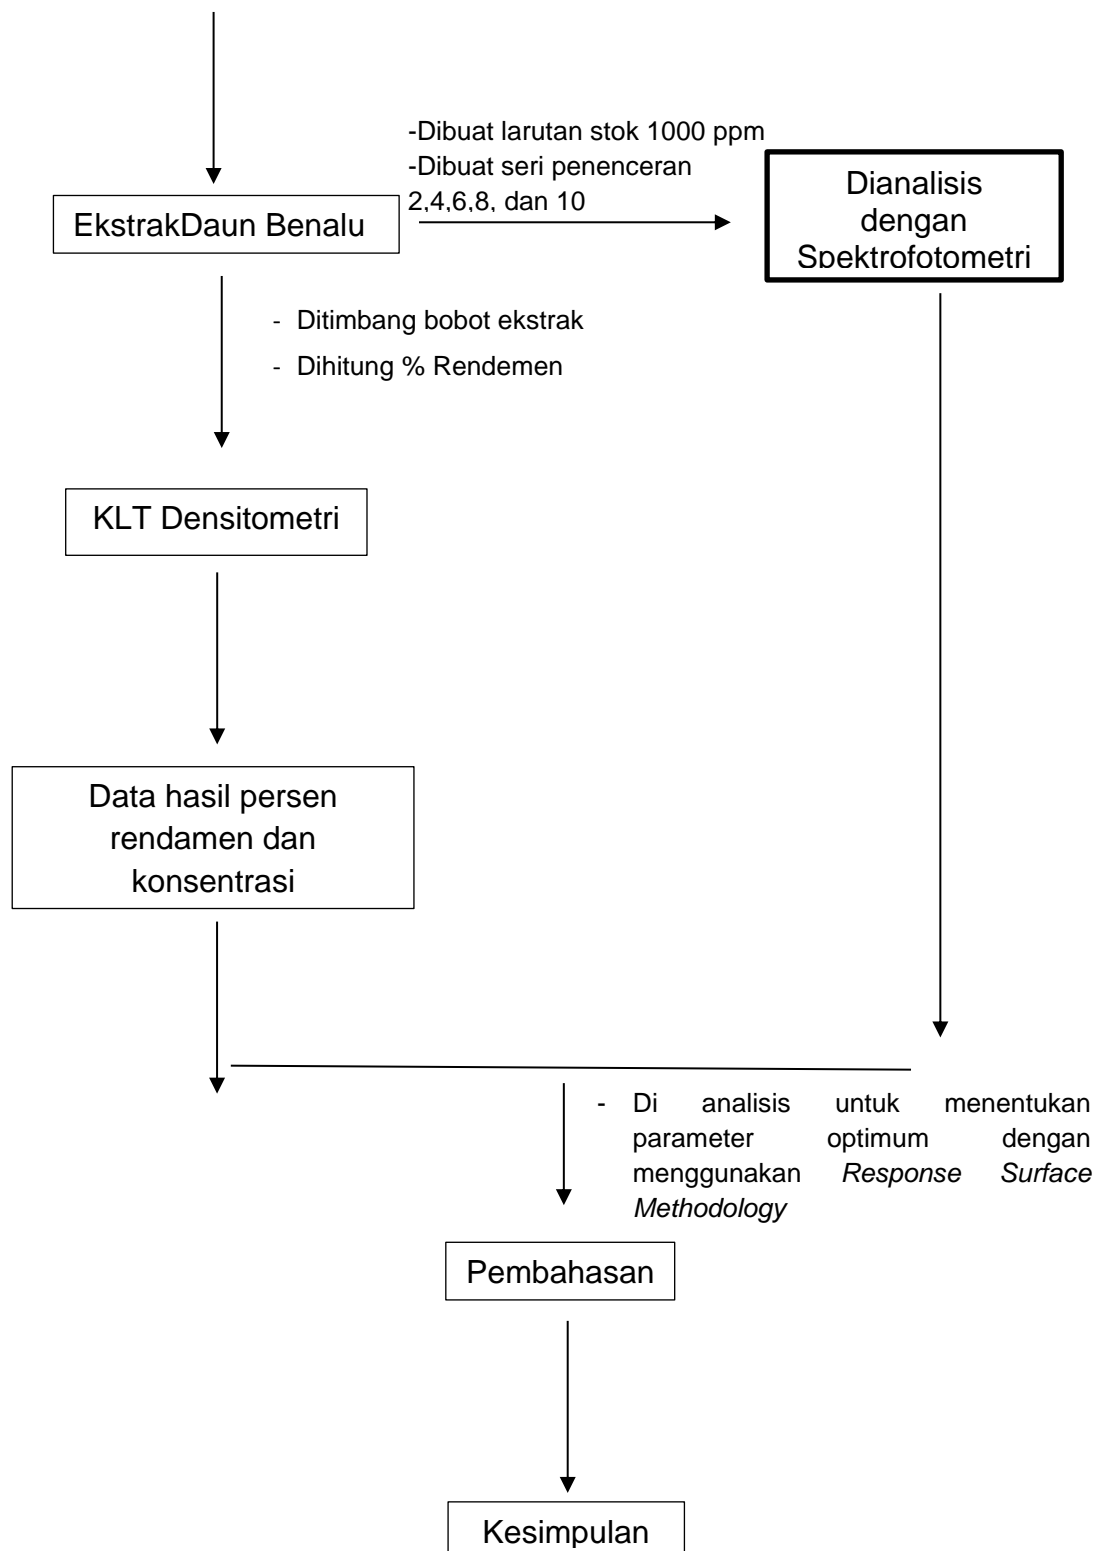 -Dibuat larutan stok 1000 ppm
-Dibuat seri penenceran
2,4,6,8, dan 10
EkstrakDaun Benalu
Dianalisis
dengan
Spektrofotometri
- Ditimbang bobot ekstrak
- Dihitung % Rendemen
KLT Densitometri
Data hasil persen
rendamen dan
konsentrasi
- Di analisis untuk menentukan
parameter optimum dengan
menggunakan Response Surface
Methodology
Pembahasan
Kesimpulan